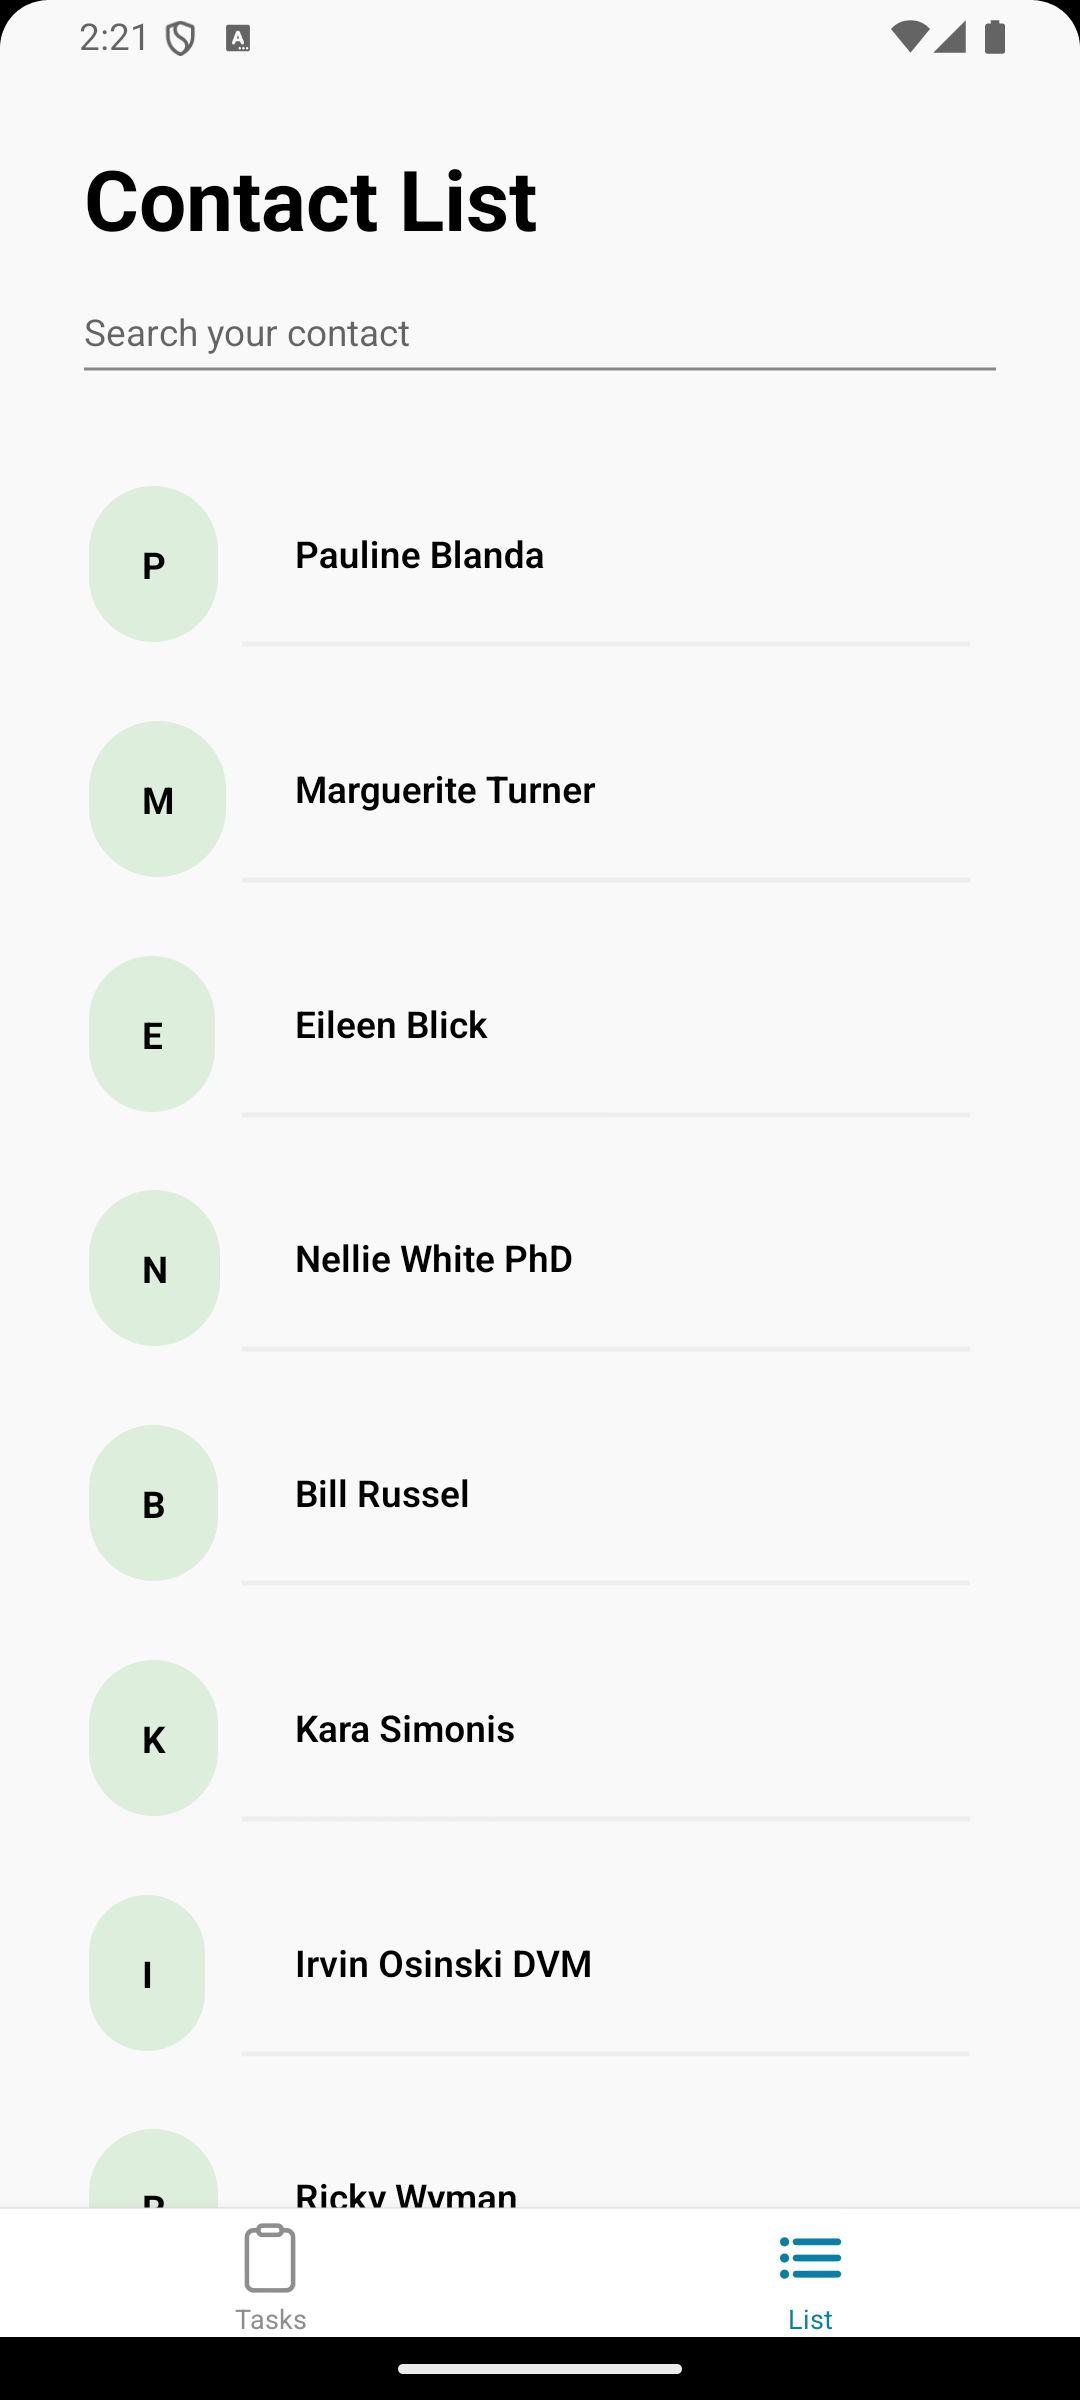 2:21
Contact List
Search your contact
P
Pauline Blanda
M
Marguerite Turner
E
Eileen Blick
N
Nellie White PhD
B
Bill Russel
K
Kara Simonis
I
Irvin Osinski DVM
R
Ricky Wyman
Tasks
List